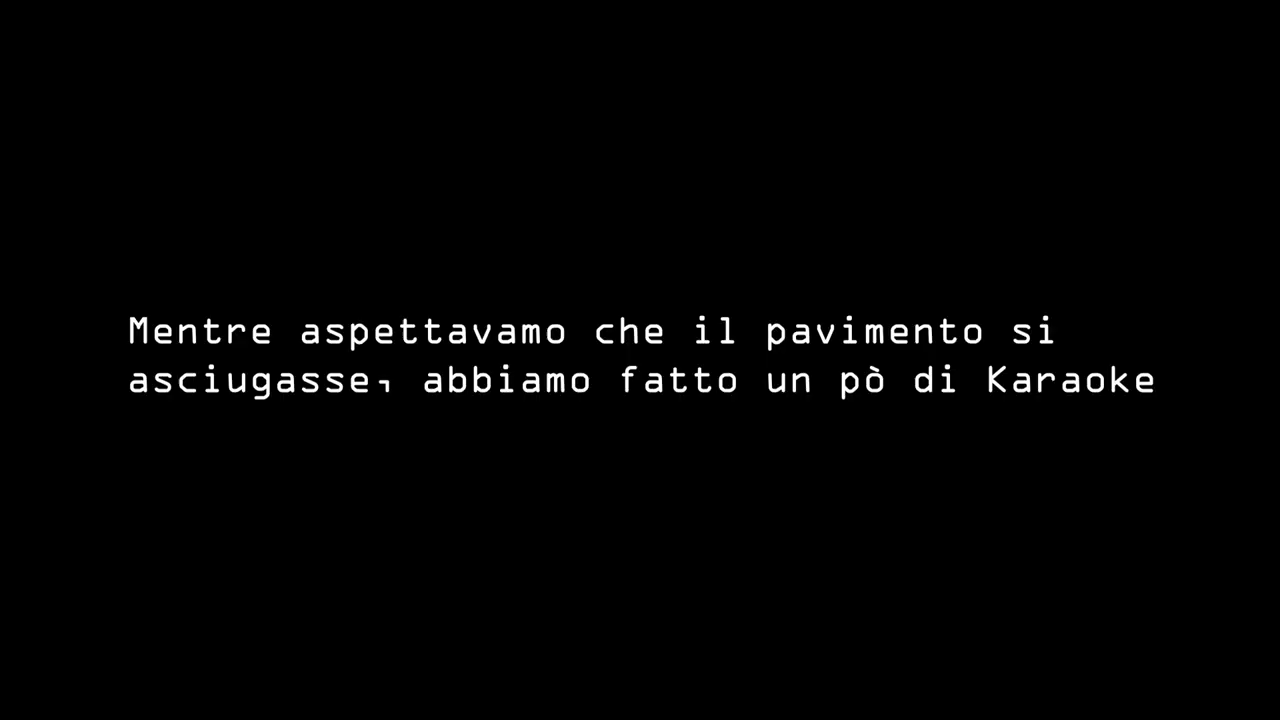 Mentre aspettavamo che il pavimento si
asciugasse, abbiamo fatto un pò di Karaoke